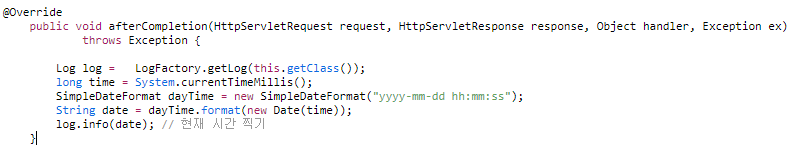 @Override
    public void afterCompletion(HttpServletRequest request, HttpServletResponse response, Object handler, Exception ex)
            throws Exception {
        Log log =   LogFactory.getLog(this.getClass());
        long time = System.currentTimeMillis();
        SimpleDateFormat dayTime = new SimpleDateFormat("yyyy-mm-dd hh:mm:ss");
        String date = dayTime.format(new Date(time));
        log.info(date); // 현재 시간 찍기
    }